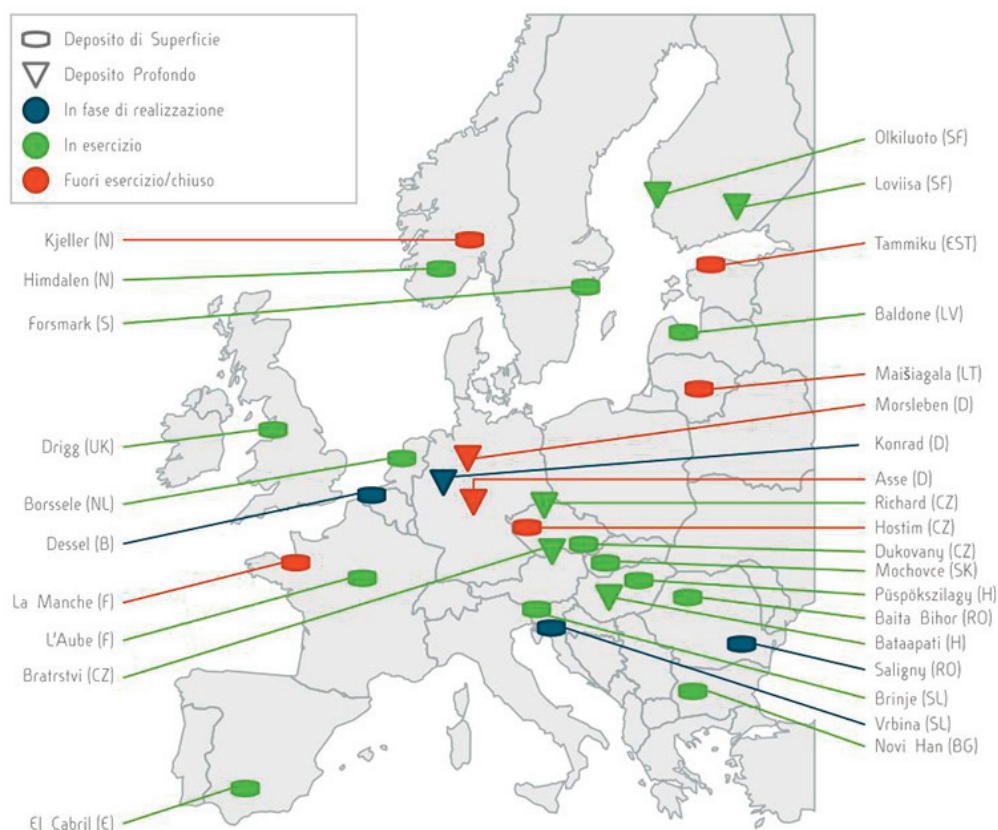 Deposito di Superficie
Deposito Profondo
In fase di realizzazione
In esercizio
Fuori esercizio/chiuso
Kjeller (N)
Himdalen (N)
Forsmark (S)
Drigg (UK)
Borssele (NL)
Dessel (B)
La Manche (F)
L'Aube (F)
Bratrstvi (CZ)
El Cabril (E)
Olkiluoto (SF)
Loviisa (SF)
Tammiku (EST)
Baldone (LV)
Maišiagala (LT)
Morsleben (D)
Konrad (D)
Asse (D)
Richard (CZ)
Hostim (CZ)
Dukovany (CZ)
Mochovce (SK)
Püspökszilagy (H)
Baita Bihor (RO)
Bataapati (H)
Saligny (RO)
Brinje (SL)
Vrbina (SL)
Novi Han (BG)